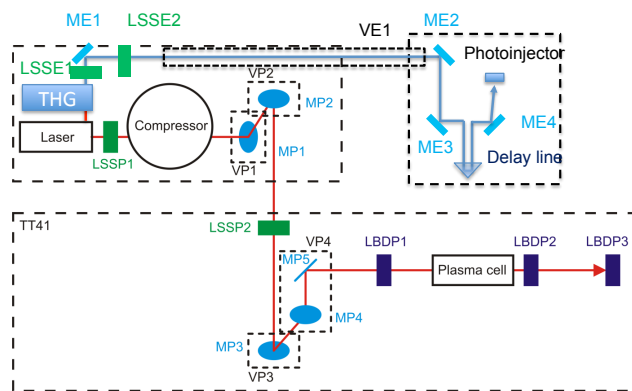 ME1
LSSE2
VE1
ME2
LSSE1
Photoinjector
THG
VP2
MP2
Compressor
ME4
Laser
ME3
LSSP1
MP1
Delay line
VP1
TT41
LSSP2
VP4
LBDP1
LBDP2
LBDP3
MP5
Plasma cell
MP4
MP3
VP3